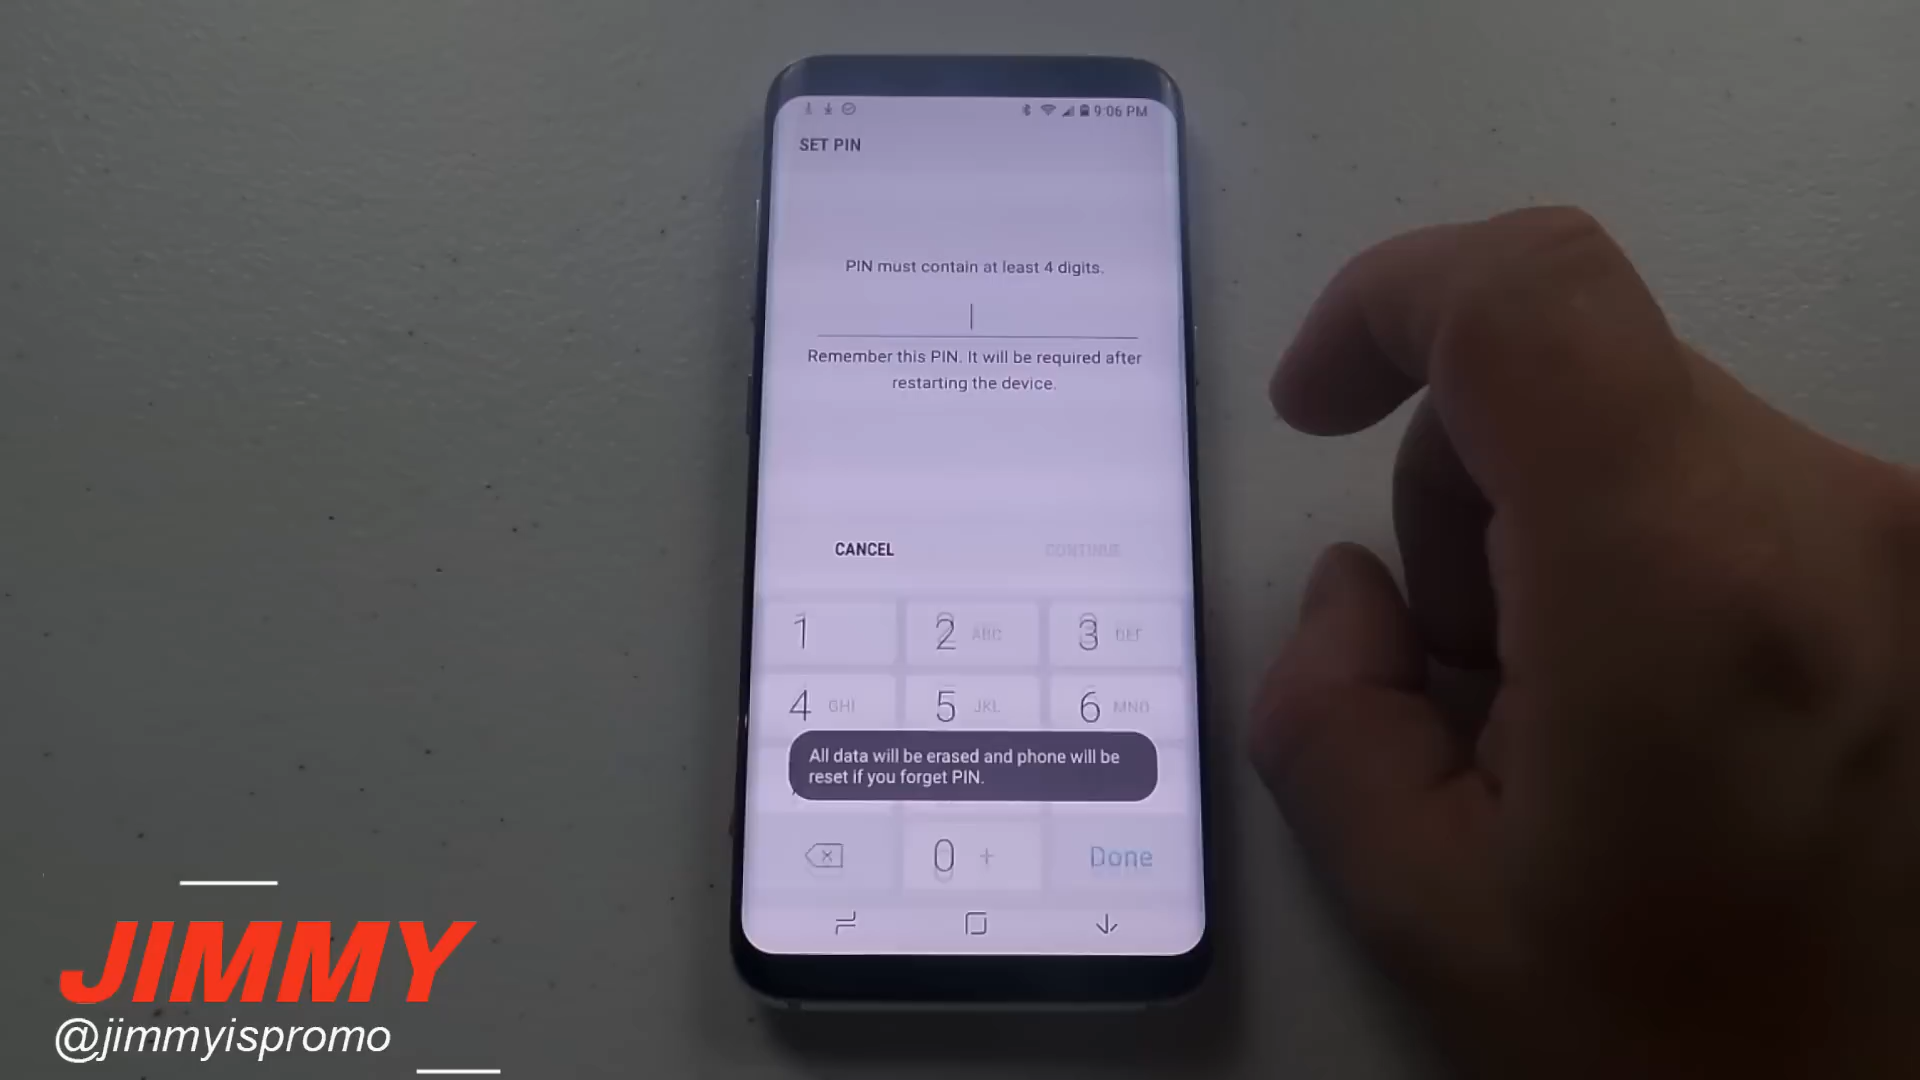 9:06 PM
SET PIN
PIN must contain at least 4 digits.
Remember this PIN. It will be required after
restarting the device.
CANCEL CONTINUE
1 2 ABC 3 DEF
4 GHI 5 JKL 6 MNO
All data will be erased and phone will be
reset if you forget PIN.
0 + Done
JIMMY
@jimmyispromo